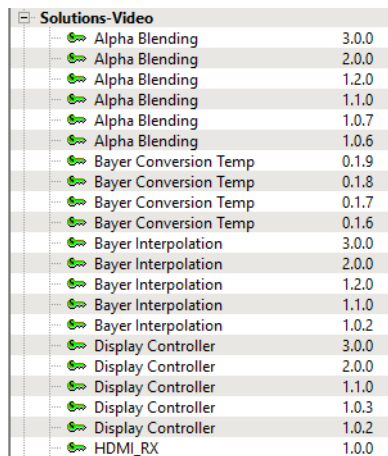 Solutions-Video
Alpha Blending 3.0.0
Alpha Blending 2.0.0
Alpha Blending 1.2.0
Alpha Blending 1.1.0
Alpha Blending 1.0.7
Alpha Blending 1.0.6
Bayer Conversion Temp 0.1.9
Bayer Conversion Temp 0.1.8
Bayer Conversion Temp 0.1.7
Bayer Conversion Temp 0.1.6
Bayer Interpolation 3.0.0
Bayer Interpolation 2.0.0
Bayer Interpolation 1.2.0
Bayer Interpolation 1.1.0
Bayer Interpolation 1.0.2
Display Controller 3.0.0
Display Controller 2.0.0
Display Controller 1.1.0
Display Controller 1.0.3
Display Controller 1.0.2
HDMI_RX 1.0.0